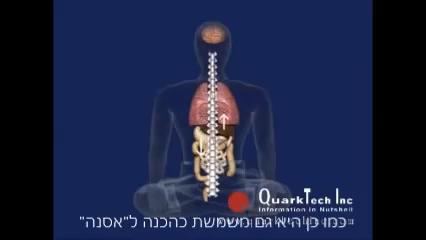 QuarkTech Inc
Information in Nutshell
כמו כן היא גם משמשת כהכנה ל"אסנה"